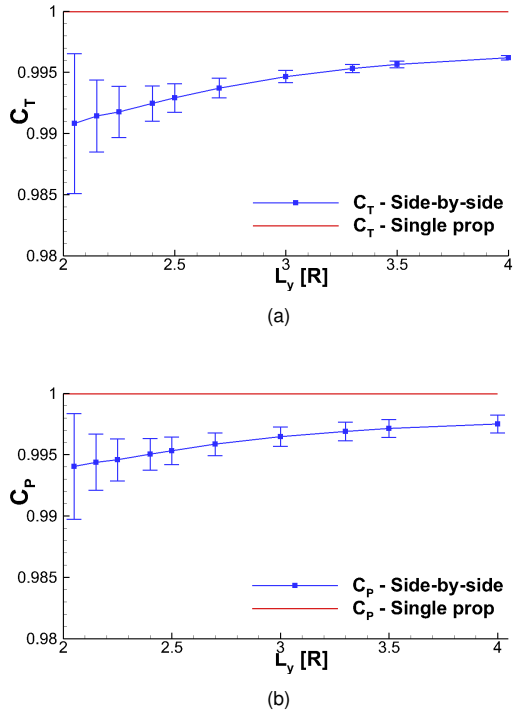 1
0.995
0.99
0.985
0.98
C_T
C_T - Side-by-side
C_T - Single prop
2 2.5 3 3.5 4
L_y [R]
(a)
1
0.995
0.99
0.985
0.98
C_P
C_P - Side-by-side
C_P - Single prop
2 2.5 3 3.5 4
L_y [R]
(b)